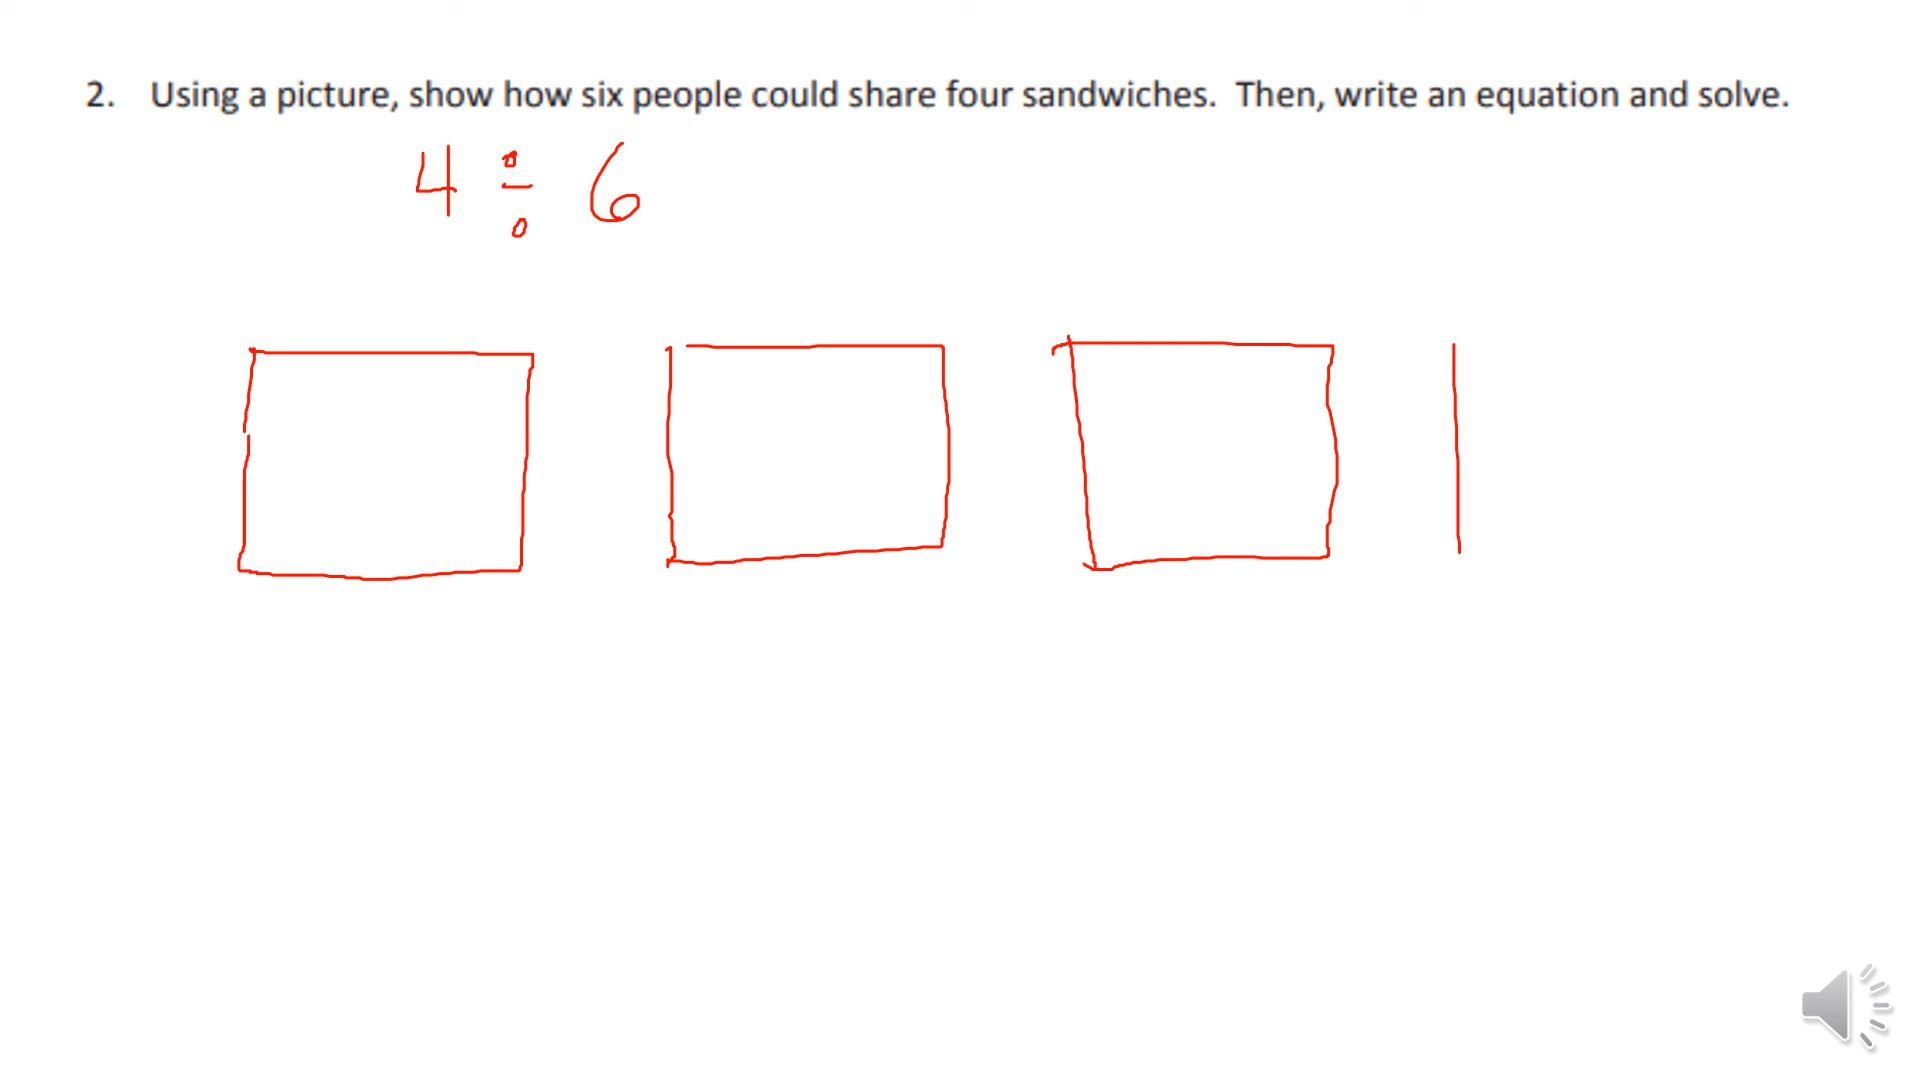 2. Using a picture, show how six people could share four sandwiches. Then, write an equation and solve.
4 ÷ 6